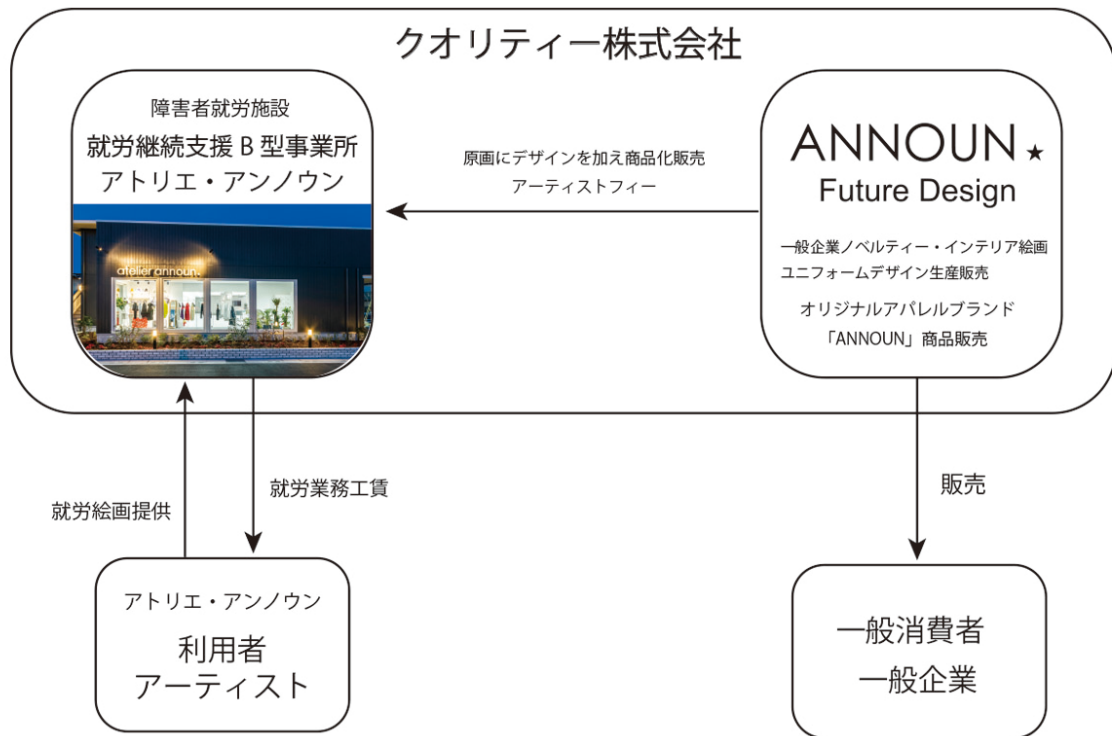 クオリティー株式会社
障害者就労施設
就労継続支援 B 型事業所
アトリエ・アンノウン
atelier announ.
原画にデザインを加え商品化販売
アーティストフィー
ANNOUN ★
Future Design
一般企業ノベルティー・インテリア絵画
ユニフォームデザイン生産販売
オリジナルアパレルブランド
「ANNOUN」商品販売
就労絵画提供
就労業務工賃
販売
アトリエ・アンノウン
利用者
アーティスト
一般消費者
一般企業